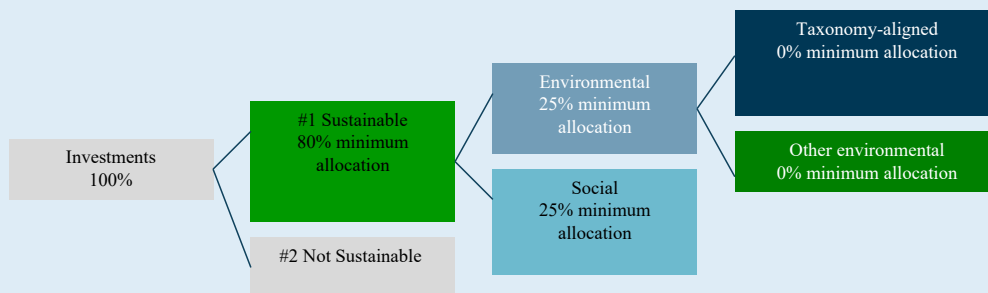 Investments
100%
#1 Sustainable
80% minimum
allocation
#2 Not Sustainable
Environmental
25% minimum
allocation
Social
25% minimum
allocation
Taxonomy-aligned
0% minimum allocation
Other environmental
0% minimum allocation